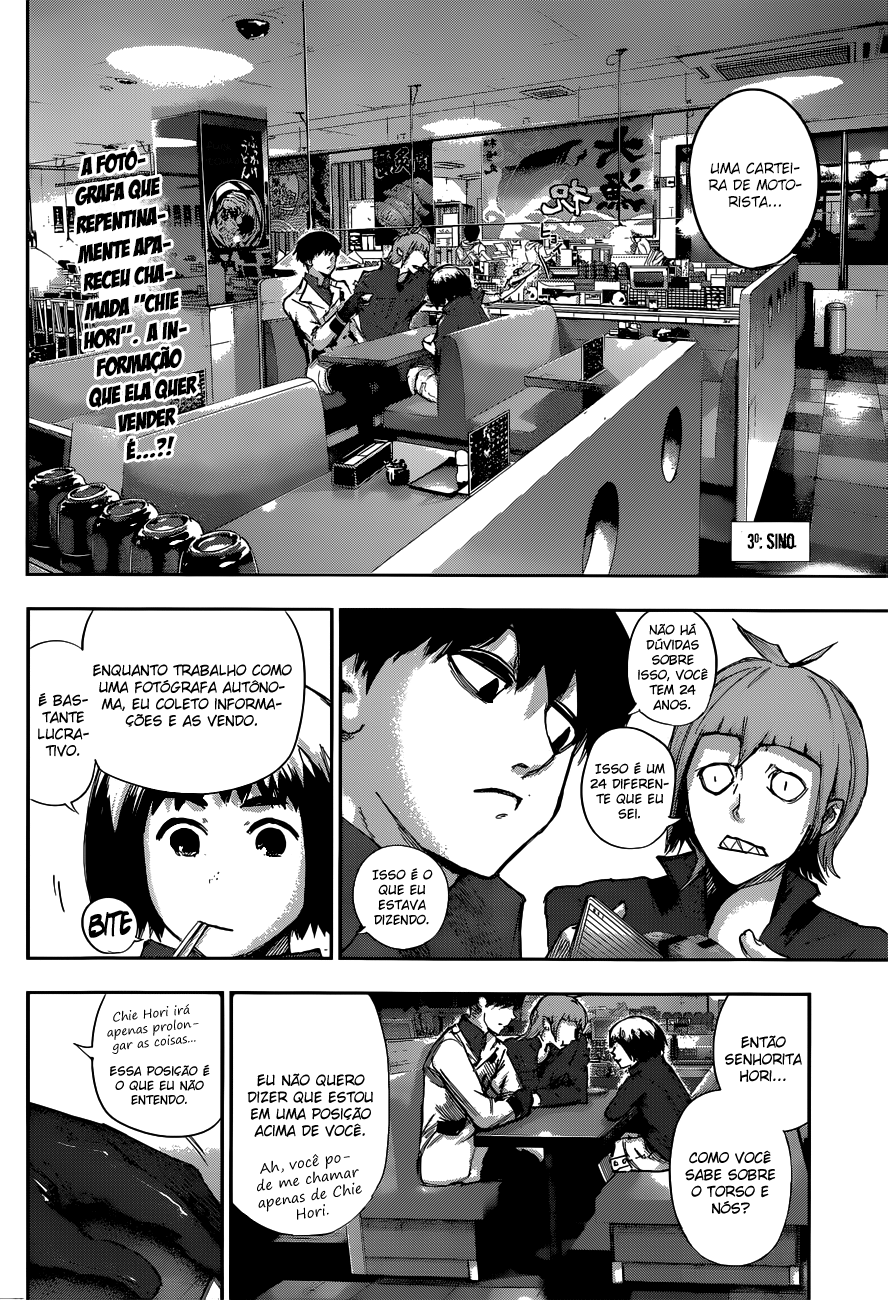 UMA CARTEI-
RA DE MOTO-
RISTA...
A FOTÓ-
GRAFA QUE
REPENTINA-
MENTE APA-
RECEU CHA-
MADA "CHIE
HORI". A IN-
FORMAÇÃO
QUE ELA QUER
VENDER
É...?!
3º: SINO.
NÃO HÁ
DÚVIDAS
SOBRE
ISSO, VOCÊ
TEM 24
ANOS.
ISSO É UM
24 DIFEREN-
TE QUE EU
SEI.
ISSO É
O QUE EU
ESTAVA
DIZENDO.
ENQUANTO TRABALHO COMO
UMA FOTÓGRAFA AUTÔNO-
MA, EU COLETO INFORMA-
ÇÕES E AS VENDO.
É BAS-
TANTE
LUCRA-
TIVO.
BITE
ENTÃO
SENHORITA
HORI...
COMO VOCÊ
SABE SOBRE
O TORSO E
NÓS?
EU NÃO QUERO
DIZER QUE ESTOU
EM UMA POSIÇÃO
ACIMA DE VOCÊ.
Ah, você po-
de me chamar
apenas de Chie
Hori.
Chie Hori irá
apenas prolon-
gar as coisas...
ESSA POSIÇÃO É
O QUE EU NÃO
ENTENDO.